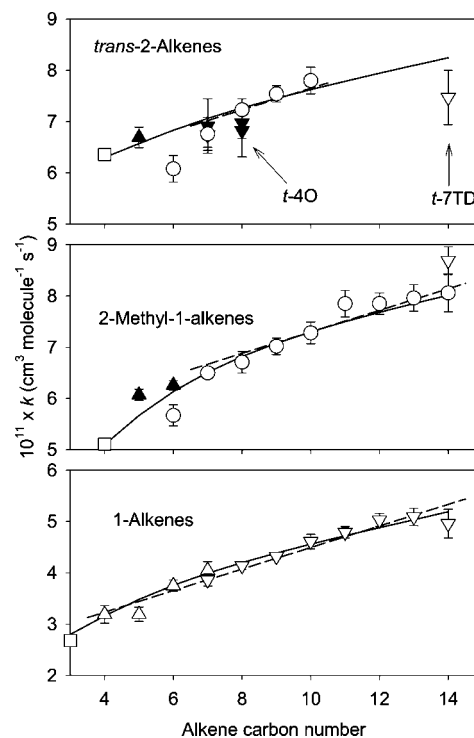 trans-2-Alkenes
9
8
7
6
5
t-4O
t-7TD
10¹¹ x k (cm³ molecule⁻¹ s⁻¹)
2-Methyl-1-alkenes
9
8
7
6
5
1-Alkenes
6
5
4
3
2
4 6 8 10 12 14
Alkene carbon number